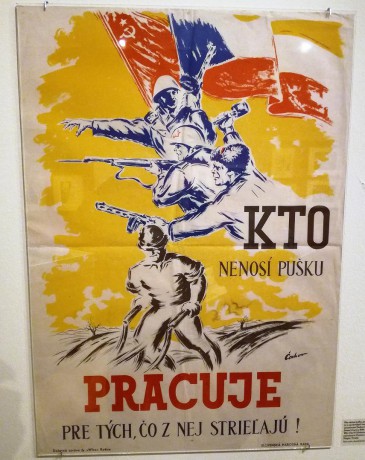 KTO
NENOSÍ PUŠKU
PRACUJE
PRE TÝCH, ČO Z NEJ STRIEĽAJÚ !